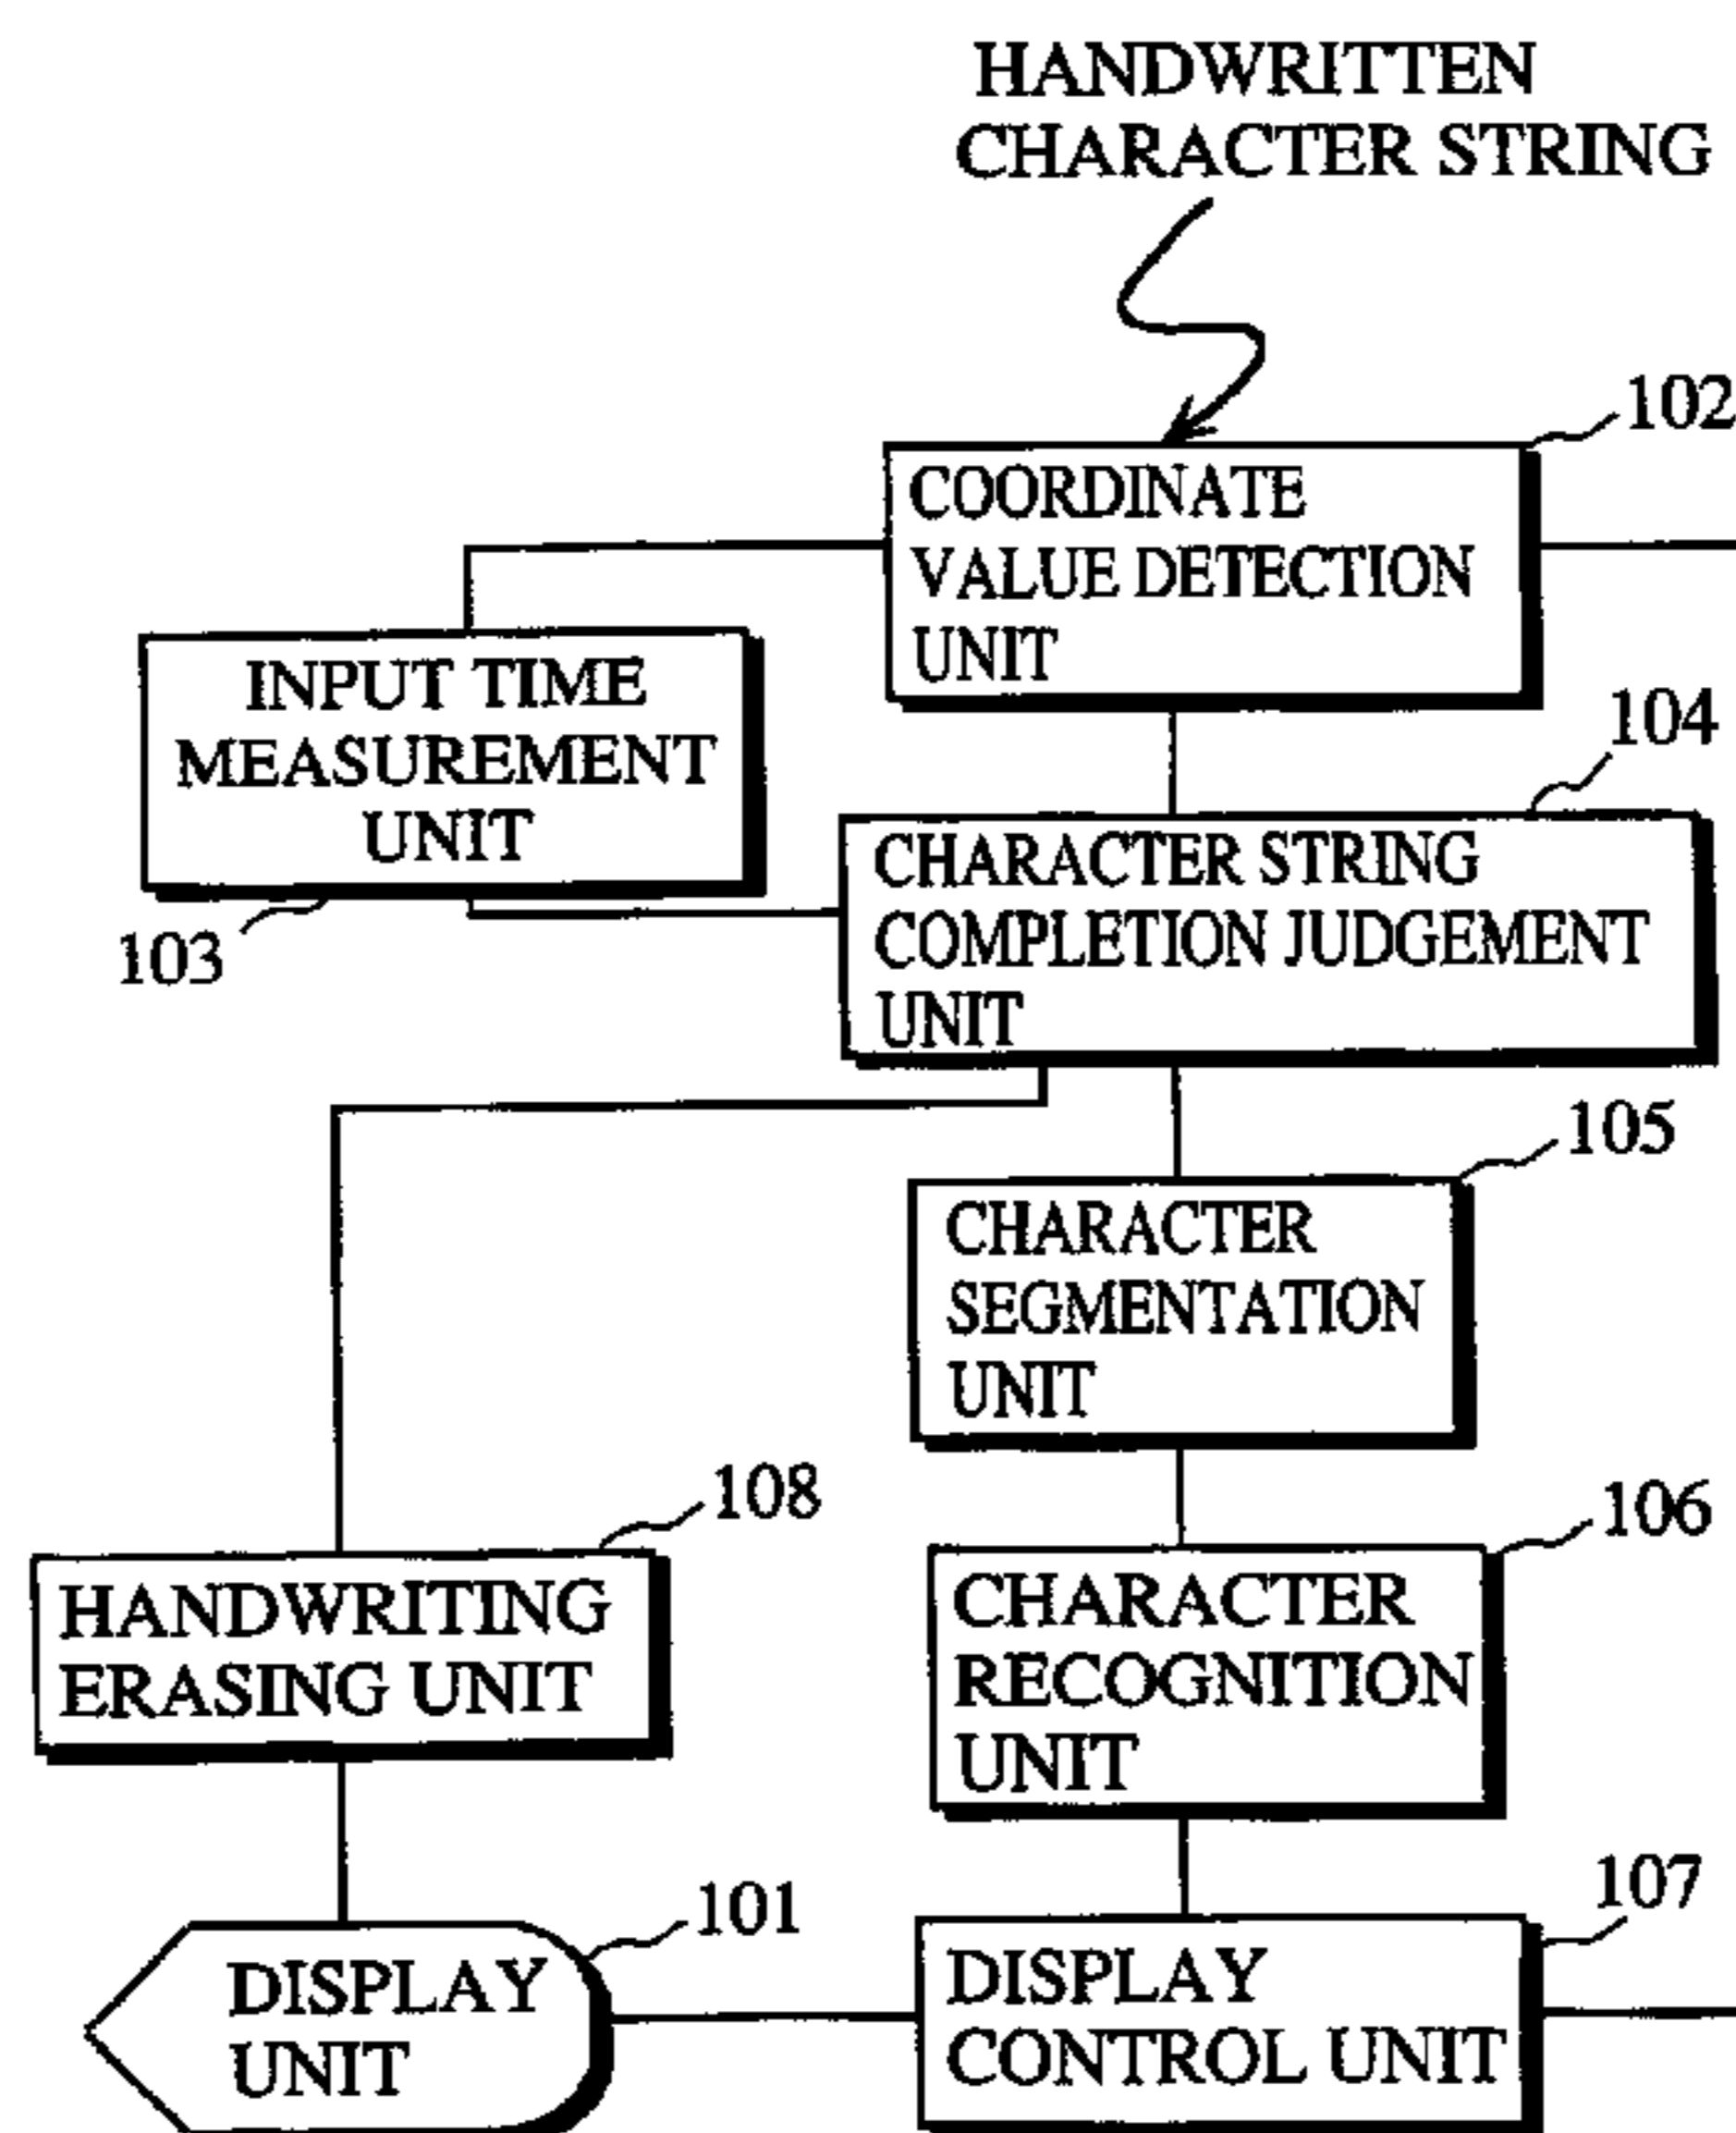 HANDWRITTEN
CHARACTER STRING
102
COORDINATE
VALUE DETECTION
UNIT
INPUT TIME
MEASUREMENT
UNIT
103
104
CHARACTER STRING
COMPLETION JUDGEMENT
UNIT
105
CHARACTER
SEGMENTATION
UNIT
108
HANDWRITING
ERASING UNIT
106
CHARACTER
RECOGNITION
UNIT
101
DISPLAY
UNIT
107
DISPLAY
CONTROL UNIT